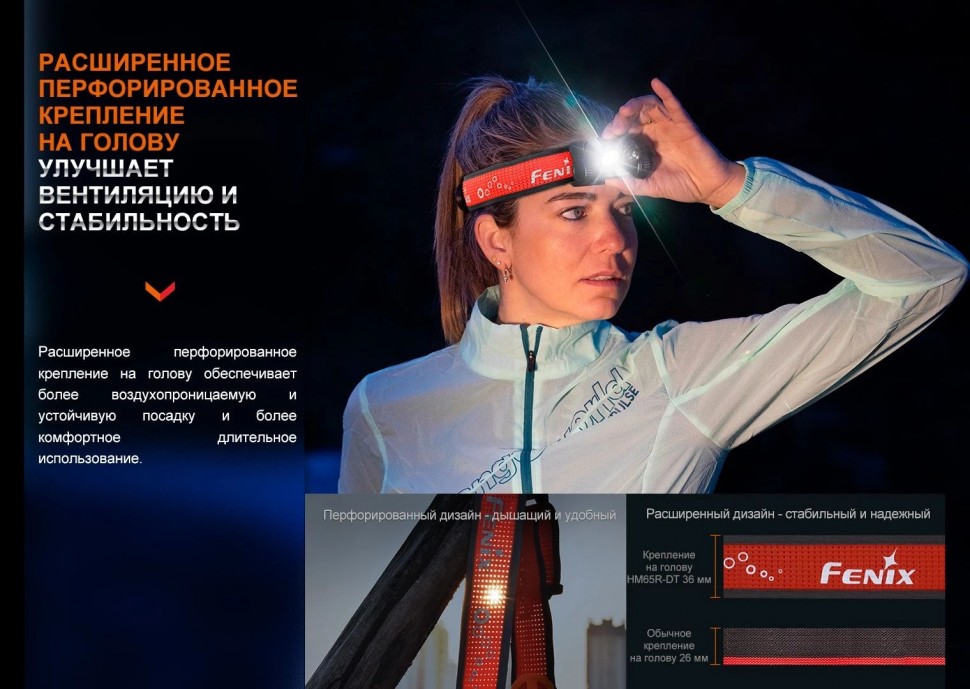 РАСШИРЕННОЕ
ПЕРФОРИРОВАННОЕ
КРЕПЛЕНИЕ
НА ГОЛОВУ
УЛУЧШАЕТ
ВЕНТИЛЯЦИЮ И
СТАБИЛЬНОСТЬ
Расширенное перфорированное
крепление на голову обеспечивает
более воздухопроницаемую и
устойчивую посадку и более
комфортное длительное
использование.
FENI
Перфорированный дизайн - дышащий и удобный
FENIX
Расширенный дизайн - стабильный и надежный
Крепление
на голову
HM65R-DT 36 мм
FENIX
Обычное
крепление
на голову 26 мм